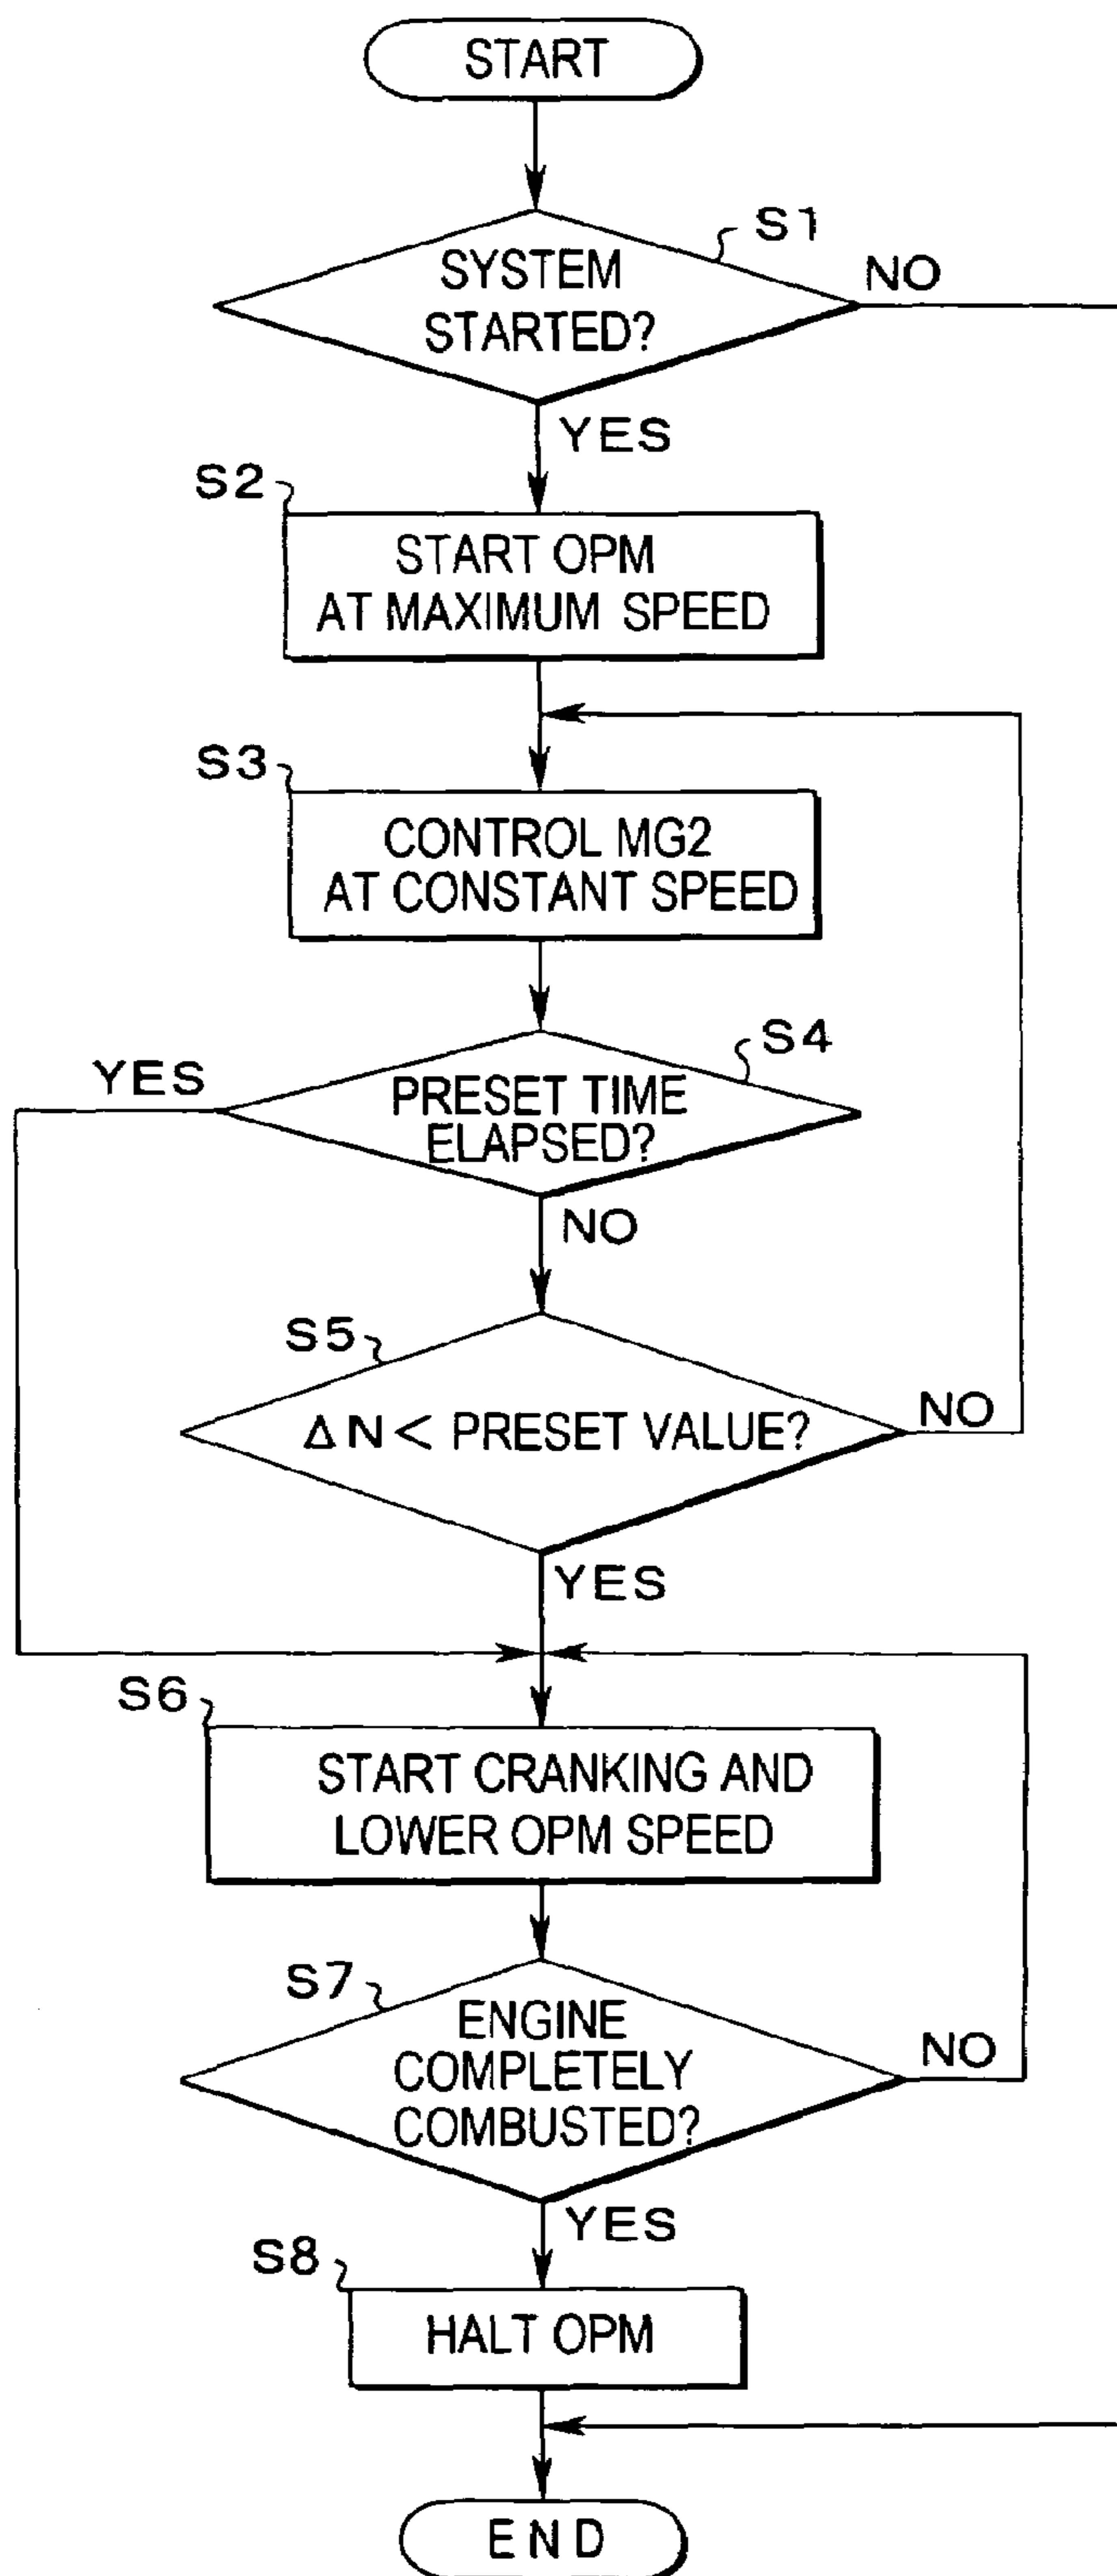 START
S1
SYSTEM
STARTED?
NO
YES
S2
START OPM
AT MAXIMUM SPEED
S3
CONTROL MG2
AT CONSTANT SPEED
S4
YES
PRESET TIME
ELAPSED?
NO
S5
ΔN < PRESET VALUE?
NO
YES
S6
START CRANKING AND
LOWER OPM SPEED
S7
ENGINE
COMPLETELY
COMBUSTED?
NO
YES
S8
HALT OPM
END